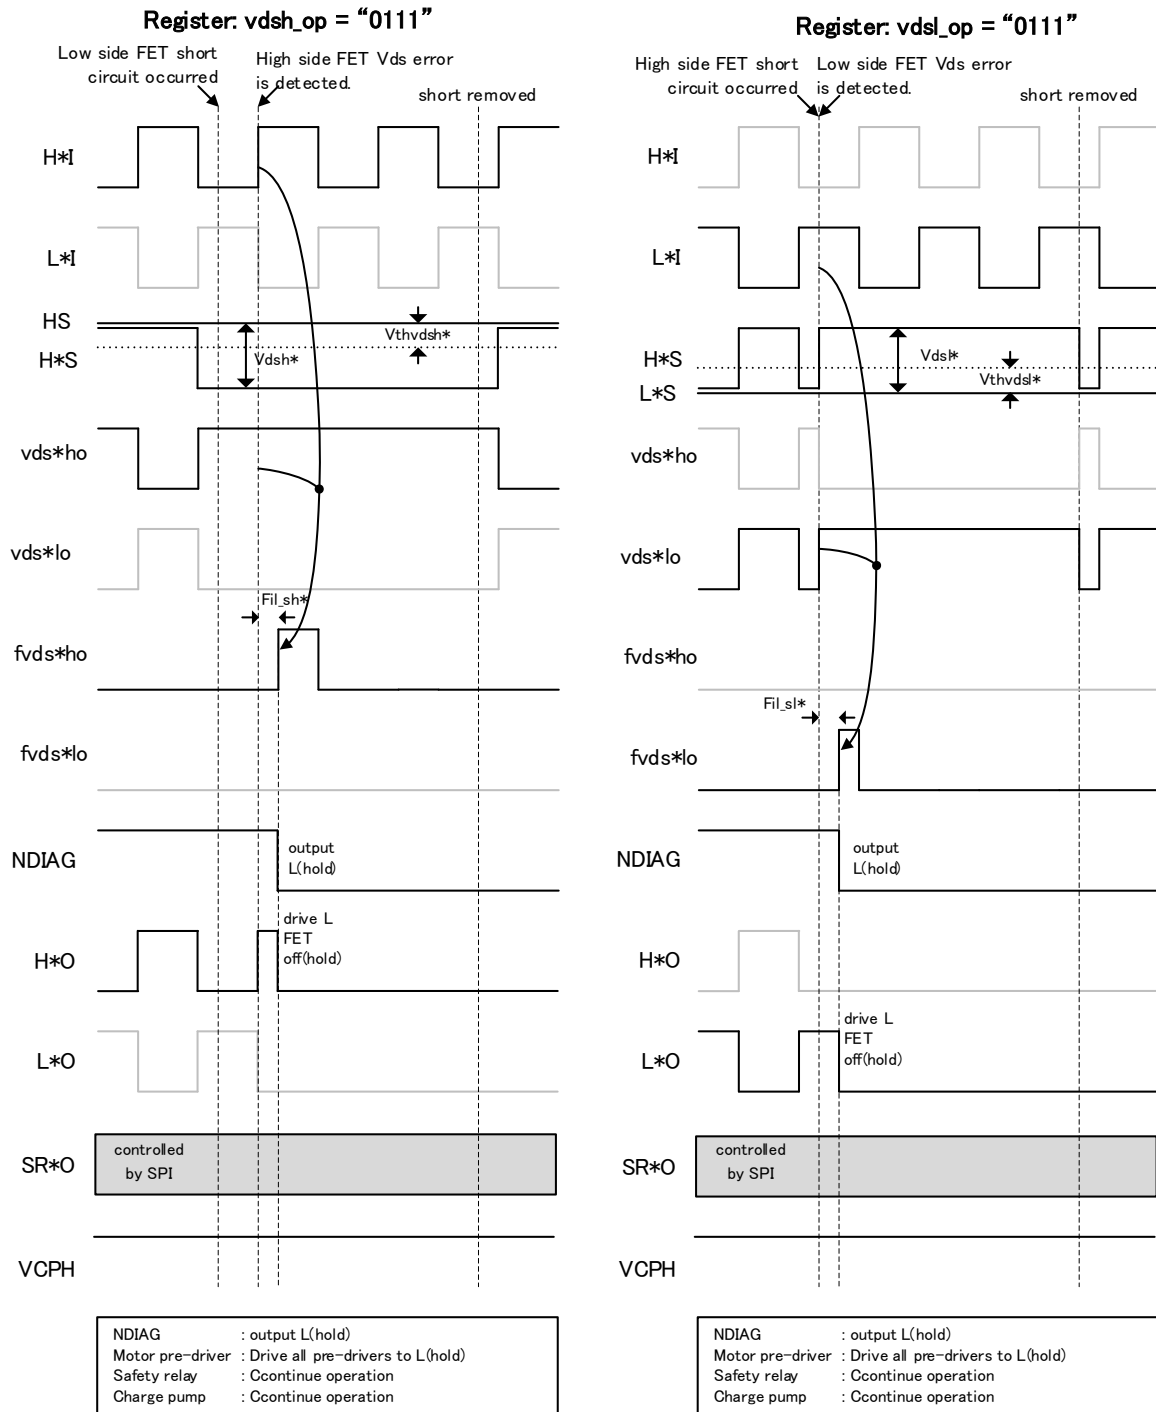 Register: vdsh_op = “0111”
Low side FET short
circuit occurred
High side FET Vds error
is detected.
short removed
H*I
L*I
HS
Vthvdsh*
H*S
Vdsh*
vds*ho
vds*lo
Fil_sh*
fvds*ho
fvds*lo
NDIAG
output
L(hold)
drive L
FET
off(hold)
H*O
L*O
SR*O
controlled
by SPI
VCPH
NDIAG : output L(hold)
Motor pre-driver : Drive all pre-drivers to L(hold)
Safety relay : Ccontinue operation
Charge pump : Ccontinue operation
Register: vdsl_op = “0111”
High side FET short
circuit occurred
Low side FET Vds error
is detected.
short removed
H*I
L*I
H*S
Vdsl*
Vthvdsl*
L*S
vds*ho
vds*lo
fvds*ho
Fil_sl*
fvds*lo
NDIAG
output
L(hold)
H*O
drive L
FET
off(hold)
L*O
SR*O
controlled
by SPI
VCPH
NDIAG : output L(hold)
Motor pre-driver : Drive all pre-drivers to L(hold)
Safety relay : Ccontinue operation
Charge pump : Ccontinue operation